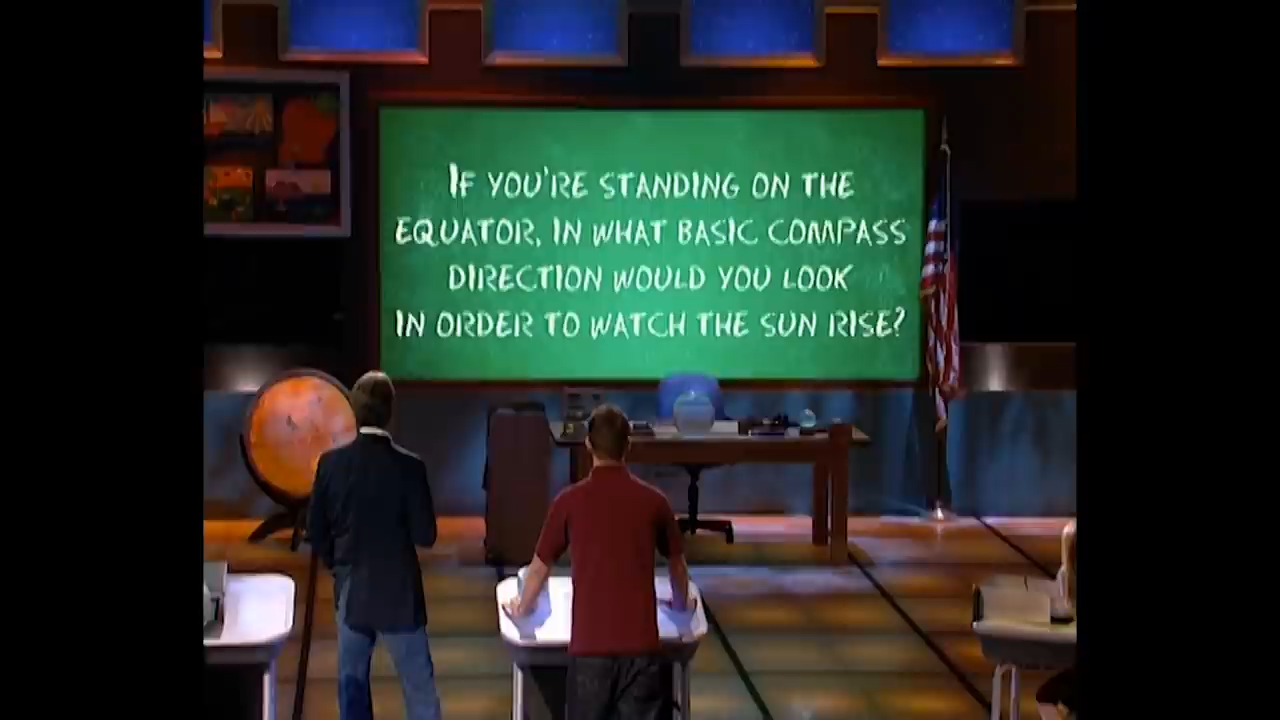 IF YOU'RE STANDING ON THE
EQUATOR, IN WHAT BASIC COMPASS
DIRECTION WOULD YOU LOOK
IN ORDER TO WATCH THE SUN RISE?